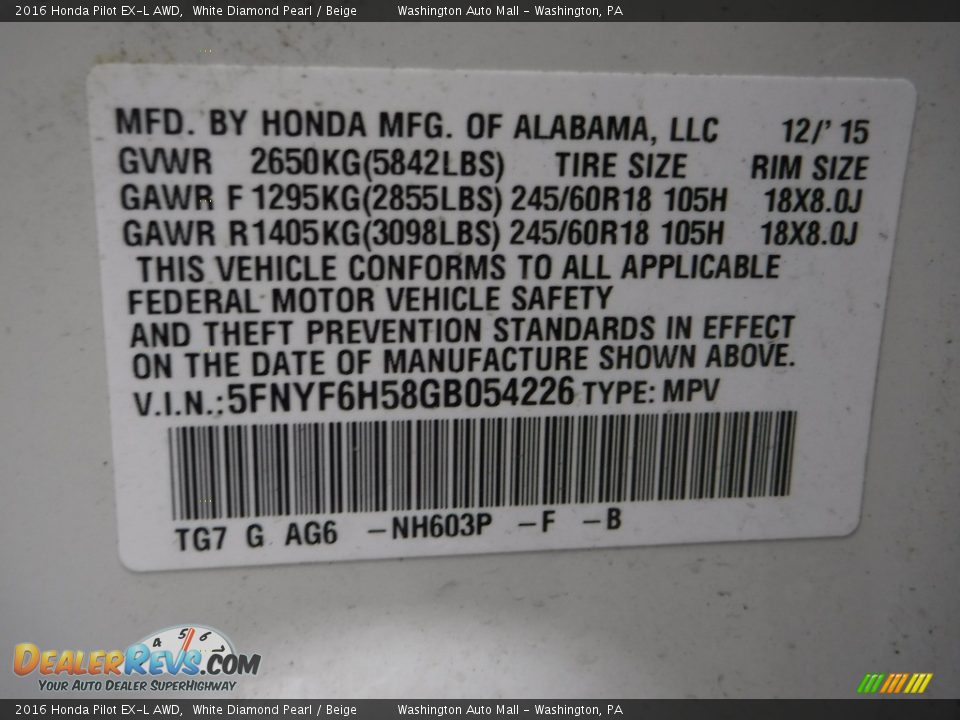 2016 Honda Pilot EX-L AWD, White Diamond Pearl / Beige Washington Auto Mall - Washington, PA
MFD. BY HONDA MFG. OF ALABAMA, LLC 12/' 15
GVWR 2650KG(5842LBS) TIRE SIZE RIM SIZE
GAWR F 1295KG(2855LBS) 245/60R18 105H 18X8.0J
GAWR R1405KG(3098LBS) 245/60R18 105H 18X8.0J
THIS VEHICLE CONFORMS TO ALL APPLICABLE
FEDERAL MOTOR VEHICLE SAFETY
AND THEFT PREVENTION STANDARDS IN EFFECT
ON THE DATE OF MANUFACTURE SHOWN ABOVE.
V.I.N.:5FNYF6H58GB054226 TYPE: MPV
TG7 G AG6 -NH603P -F -B
4 5 6 7
DEALERREVS.COM
YOUR AUTO DEALER SUPERHIGHWAY
2016 Honda Pilot EX-L AWD, White Diamond Pearl / Beige Washington Auto Mall - Washington, PA